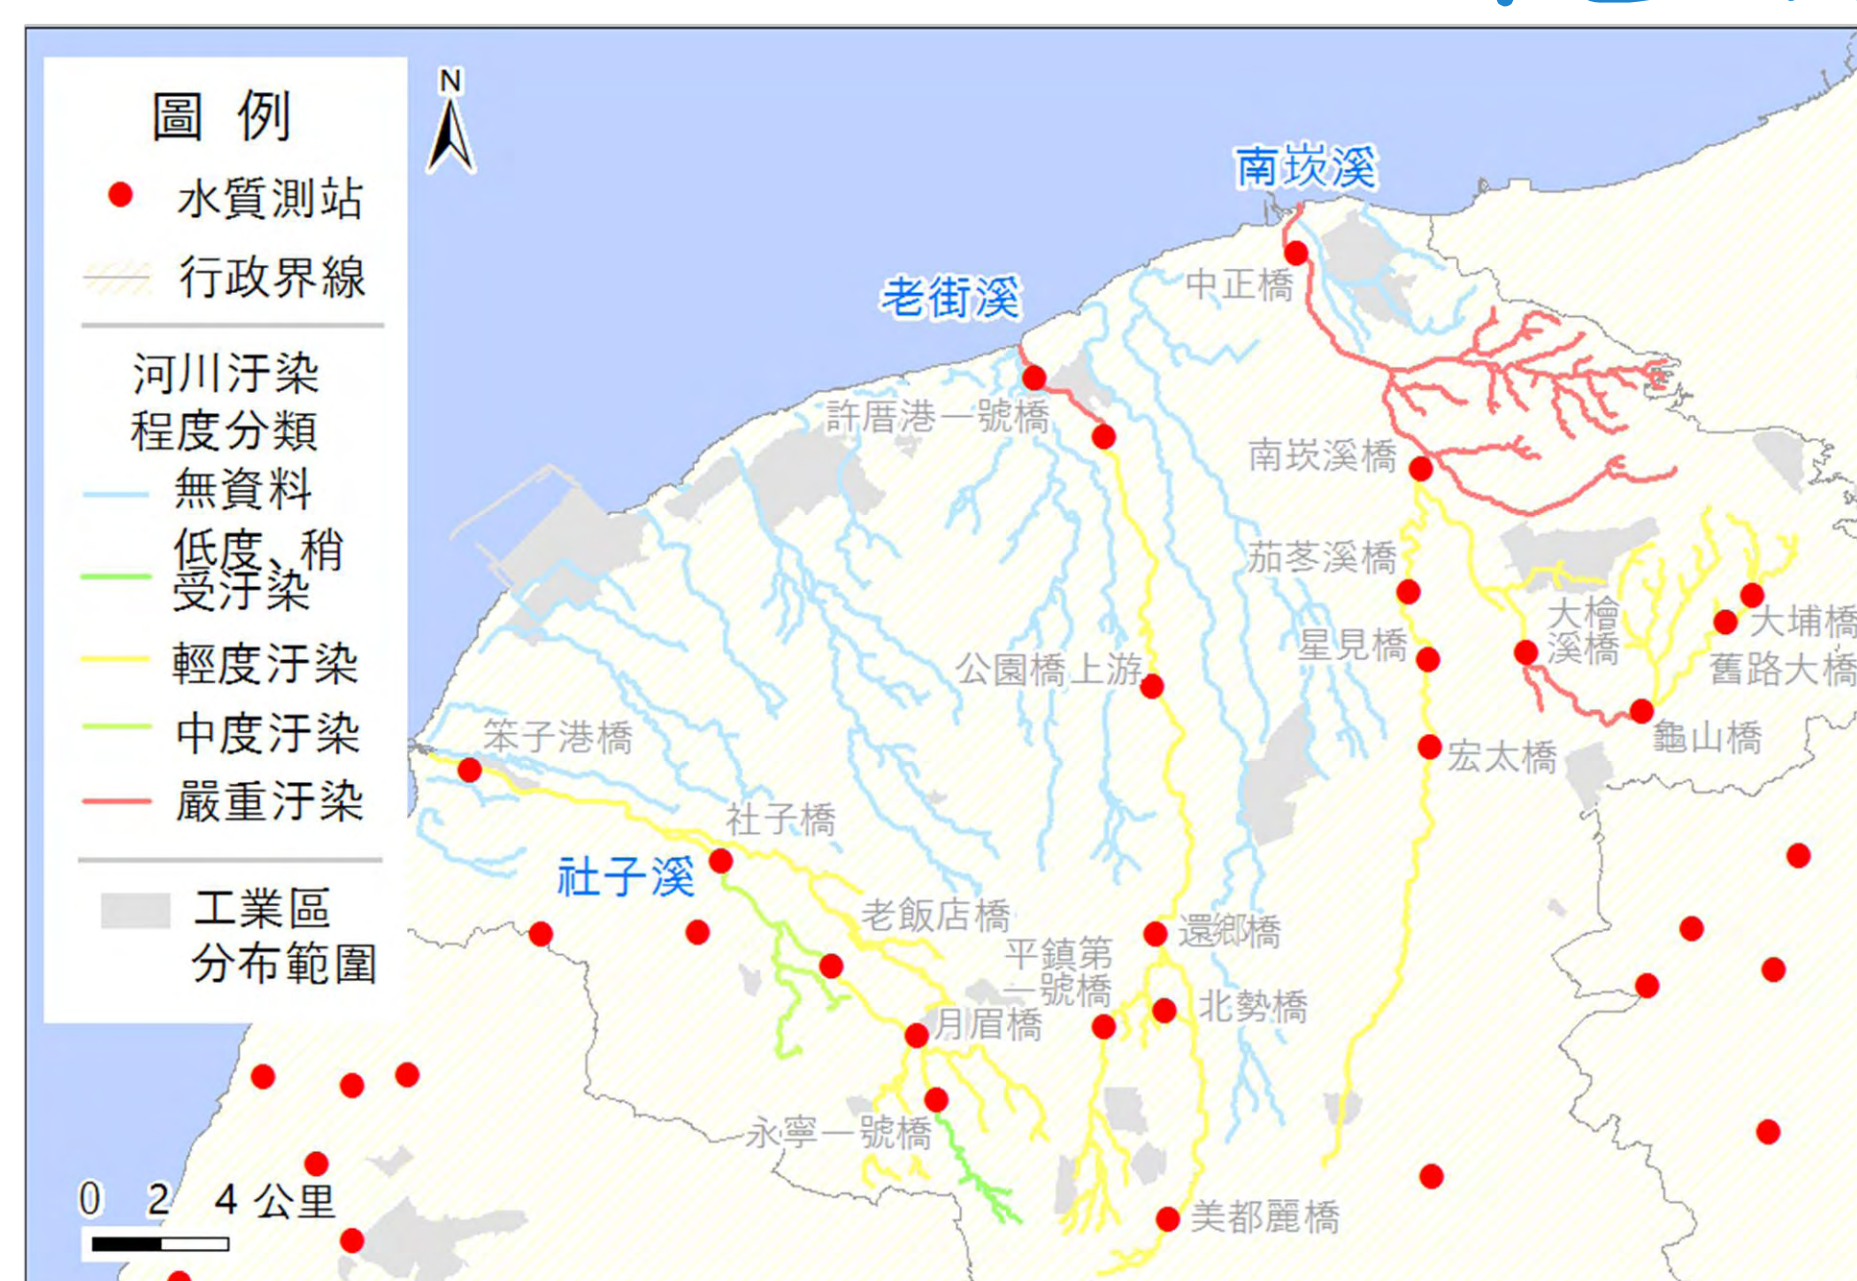 圖 例
水質測站
行政界線
河川汙染
程度分類
無資料
低度、稍
受汙染
輕度汙染
中度汙染
嚴重汙染
工業區
分布範圍
N
0 2 4 公里
南崁溪
中正橋
老街溪
許厝港一號橋
南崁溪橋
茄苳溪橋
星見橋
大檜
溪橋
大埔橋
舊路大橋
龜山橋
宏太橋
公園橋上游
笨子港橋
社子橋
社子溪
老飯店橋
還鄉橋
平鎮第
一號橋
北勢橋
月眉橋
永寧一號橋
美都麗橋